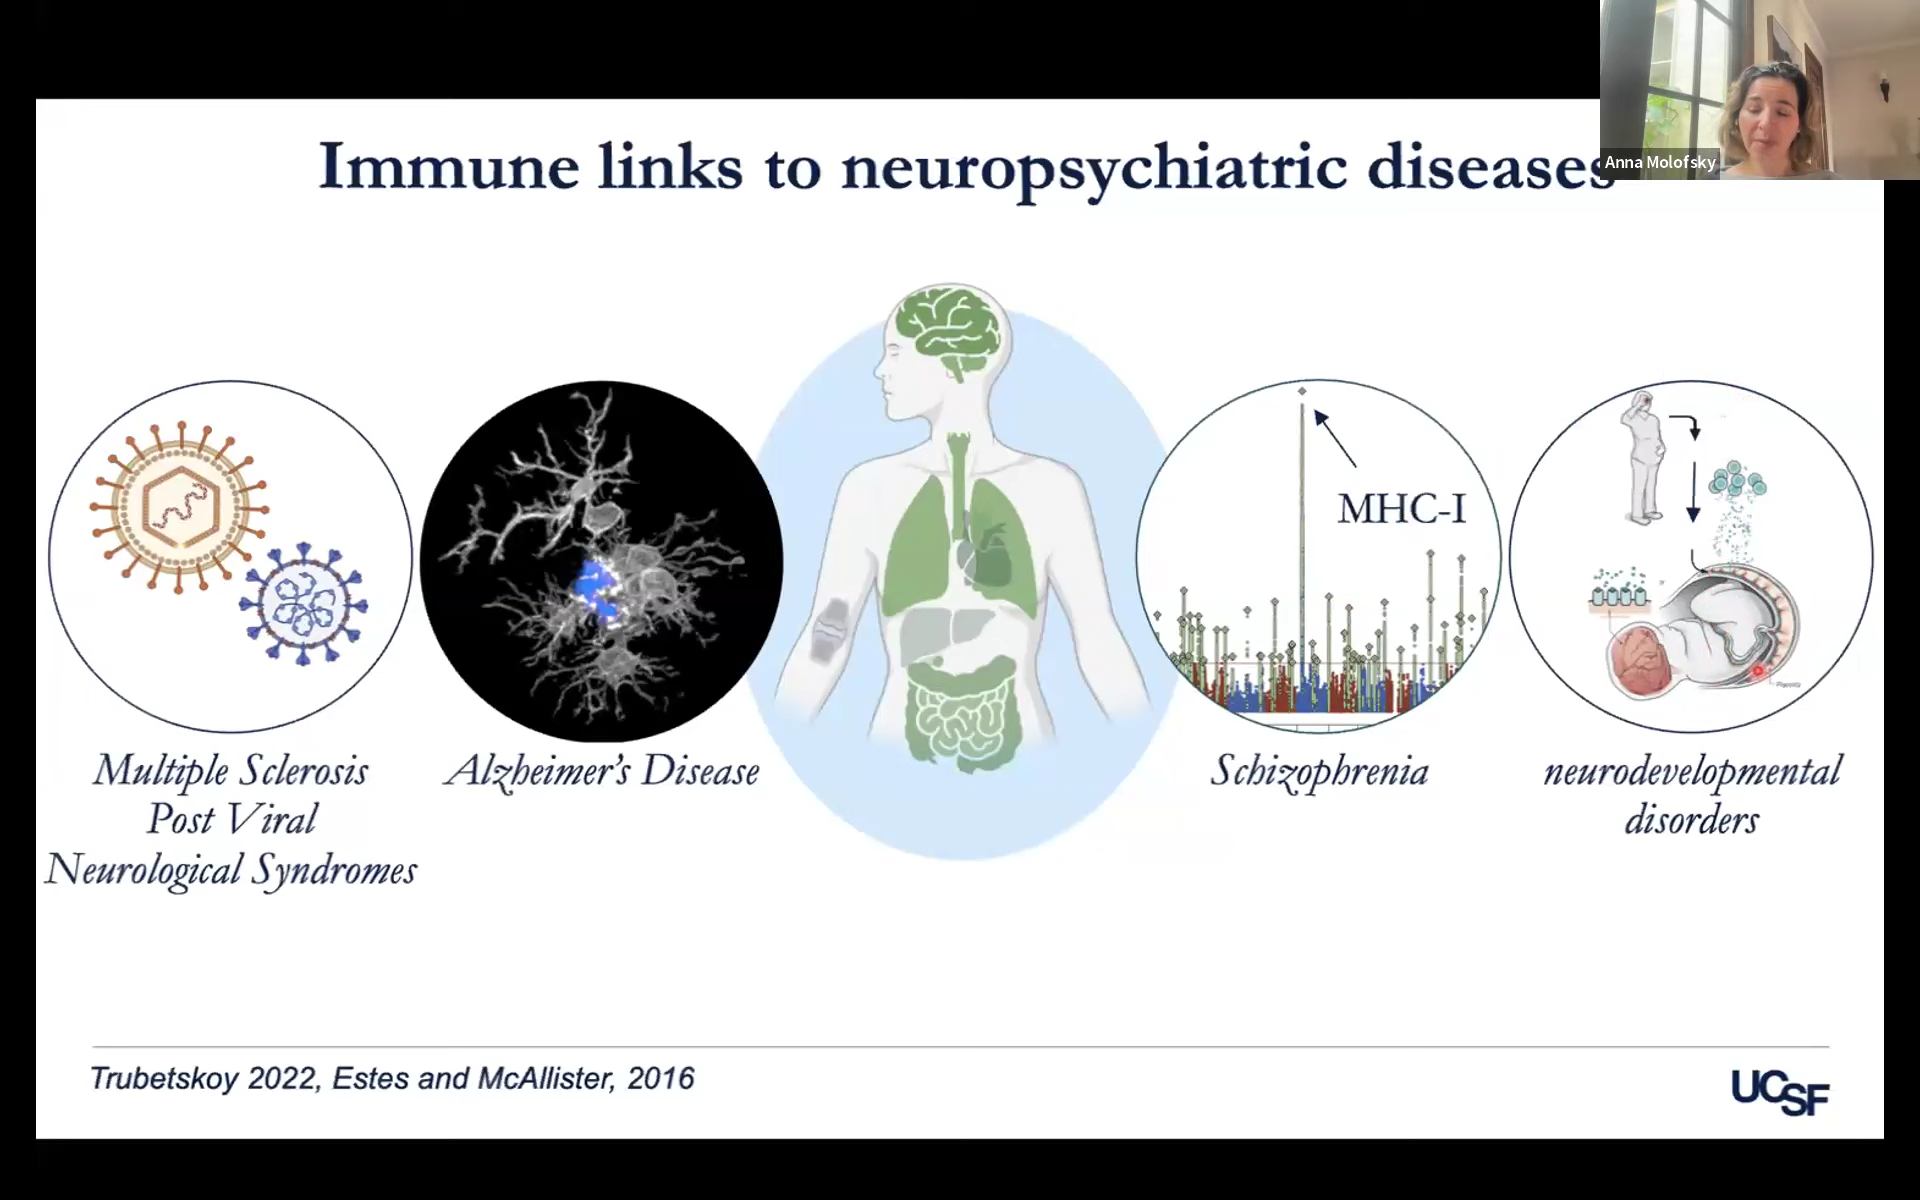 Immune links to neuropsychiatric diseases
Anna Molofsky
MHC-I
Multiple Sclerosis
Post Viral
Neurological Syndromes
Alzheimer's Disease
Schizophrenia
neurodevelopmental
disorders
Placenta
Trubetskoy 2022, Estes and McAllister, 2016
UCSF